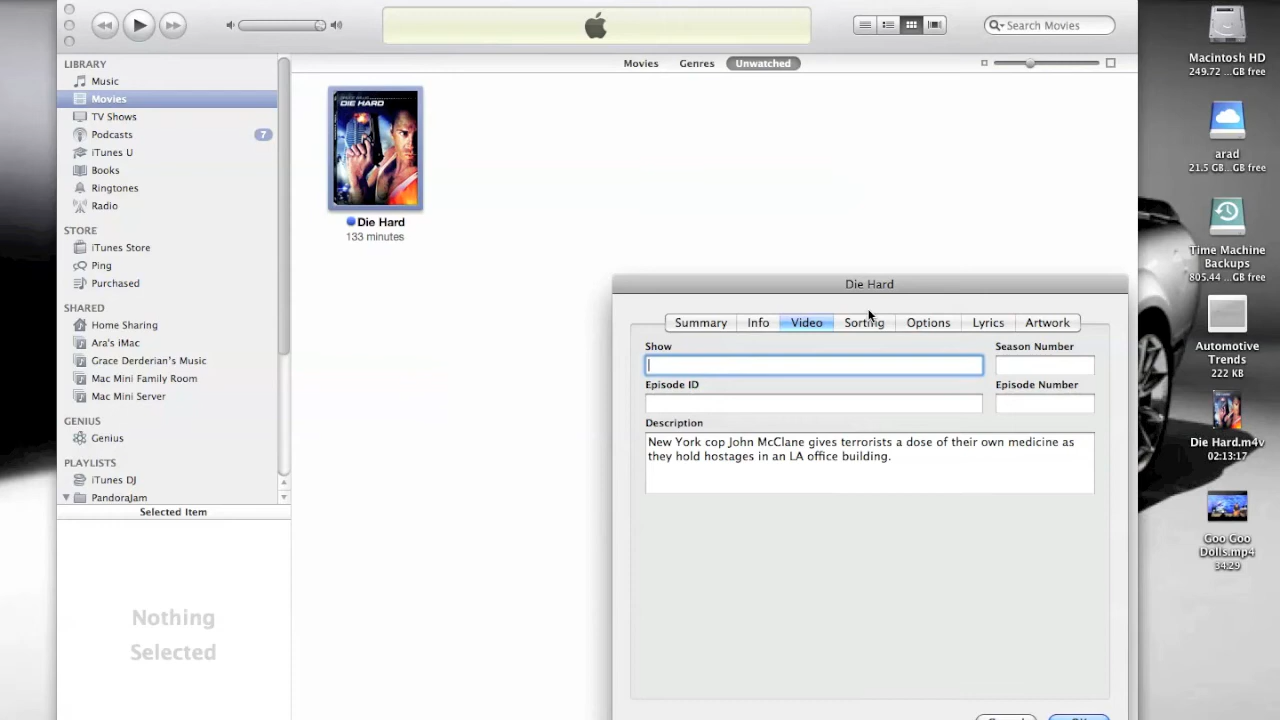 Search Movies
LIBRARY
Music
Movies
TV Shows
Podcasts
7
iTunes U
Books
Ringtones
Radio
STORE
iTunes Store
Ping
Purchased
SHARED
Home Sharing
Ara's iMac
Grace Derderian's Music
Mac Mini Family Room
Mac Mini Server
GENIUS
Genius
PLAYLISTS
iTunes DJ
PandoraJam
Selected Item
Nothing
Selected
Movies Genres Unwatched
DIE HARD
Die Hard
133 minutes
Die Hard
Summary Info Video Sorting Options Lyrics Artwork
Show
Season Number
Episode ID
Episode Number
Description
New York cop John McClane gives terrorists a dose of their own medicine as
they hold hostages in an LA office building.
Macintosh HD
249.72 ...GB free
arad
21.5 GB...GB free
Time Machine
Backups
805.44 ...GB free
Automotive
Trends
222 KB
Die Hard.m4v
02:13:17
Goo Goo
Dolls.mp4
34:29